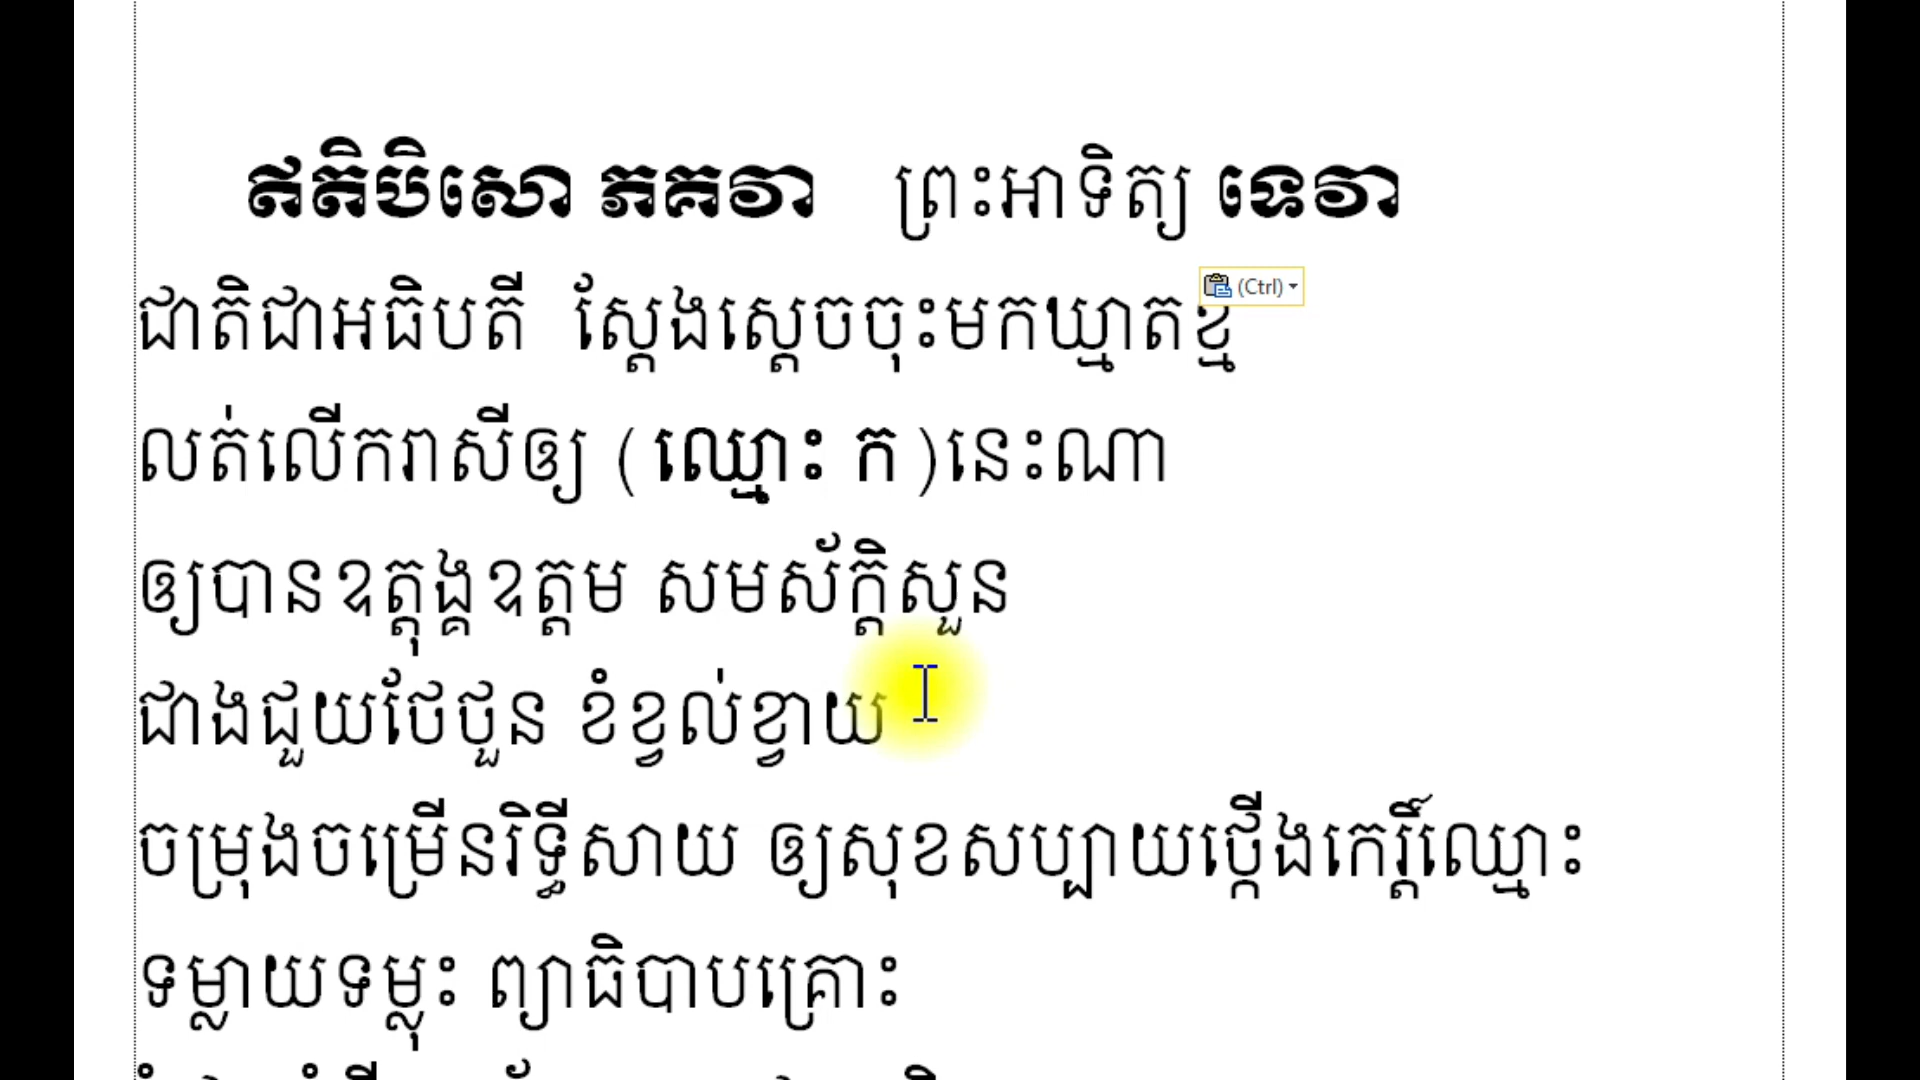 ឥតិបិសោ ភគវា ព្រះអាទិត្យ ទេវា
(Ctrl)
ជាតិជាអធិបតី ស្ដែងស្ដេចចុះមកឃ្មាតខ្មី
លត់លើករាសីឲ្យ ( ឈ្មោះ ក )នេះណា
ឲ្យបានឧត្តុង្គឧត្តម សមស័ក្តិសួន
ជាងជួយថែថួន ខំខ្វល់ខ្វាយ
ចម្រុងចម្រើនរិទ្ធីសាយ ឲ្យសុខសប្បាយថ្កើងកេរ្តិ៍ឈ្មោះ
ទម្លាយទម្លុះ ព្យាធិបាបគ្រោះ